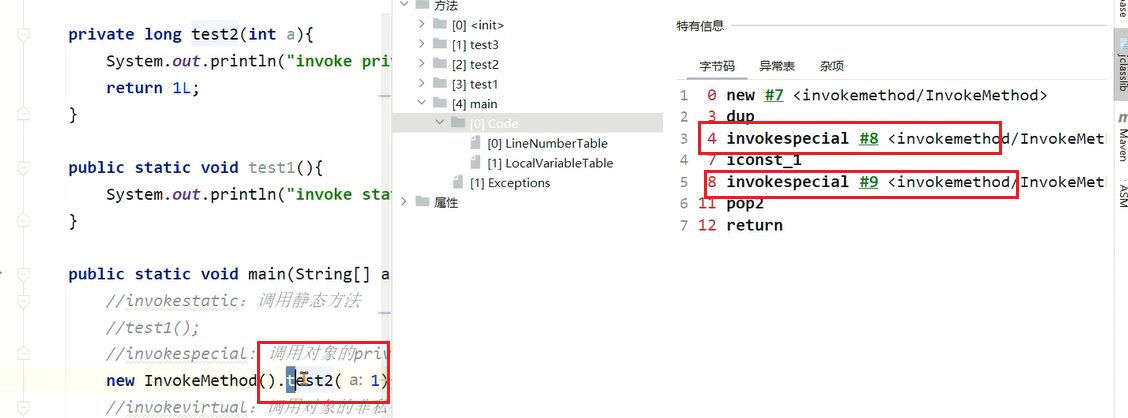 private long test2(int a){
System.out.println("invoke pri
return 1L;
}
public static void test1(){
System.out.println("invoke sta
}
public static void main(String[] a
//invokestatic：调用静态方法
//test1();
//invokespecial：调用对象的priv
new InvokeMethod().test2( a: 1)
//invokevirtual：调用对象的非私
方法
[0] <init>
[1] test3
[2] test2
[3] test1
[4] main
[0] Code
[0] LineNumberTable
[1] LocalVariableTable
[1] Exceptions
属性
特有信息
字节码 异常表 杂项
1 0 new #7 <invokemethod/InvokeMethod>
2 3 dup
3 4 invokespecial #8 <invokemethod/InvokeMeth
4 7 iconst_1
5 8 invokespecial #9 <invokemethod/InvokeMeth
6 11 pop2
7 12 return
jclasslib
Maven
ASM